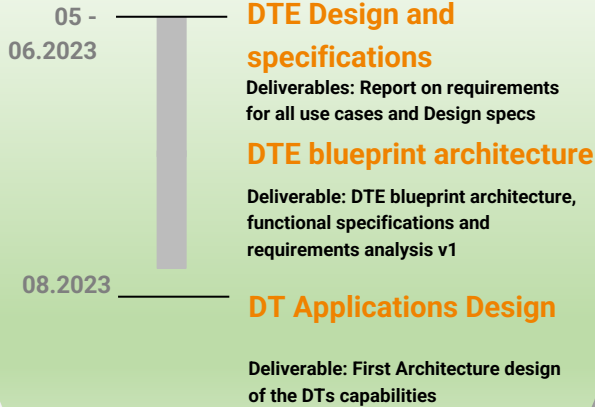 05 -
06.2023
DTE Design and
specifications
Deliverables: Report on requirements
for all use cases and Design specs
DTE blueprint architecture
Deliverable: DTE blueprint architecture,
functional specifications and
requirements analysis v1
08.2023
DT Applications Design
Deliverable: First Architecture design
of the DTs capabilities